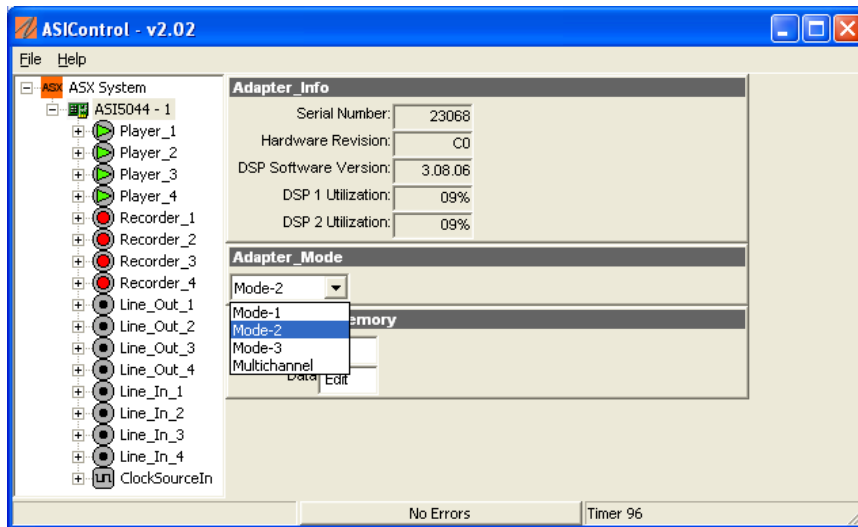 ASIControl - v2.02
File Help
ASX ASX System
ASI5044 - 1
Player_1
Player_2
Player_3
Player_4
Recorder_1
Recorder_2
Recorder_3
Recorder_4
Line_Out_1
Line_Out_2
Line_Out_3
Line_Out_4
Line_In_1
Line_In_2
Line_In_3
Line_In_4
ClockSourceIn
Adapter_Info
Serial Number: 23068
Hardware Revision: C0
DSP Software Version: 3.08.06
DSP 1 Utilization: 09%
DSP 2 Utilization: 09%
Adapter_Mode
Mode-2
Mode-1
Mode-2
Mode-3
Multichannel
emory
Data Edit
No Errors
Timer 96